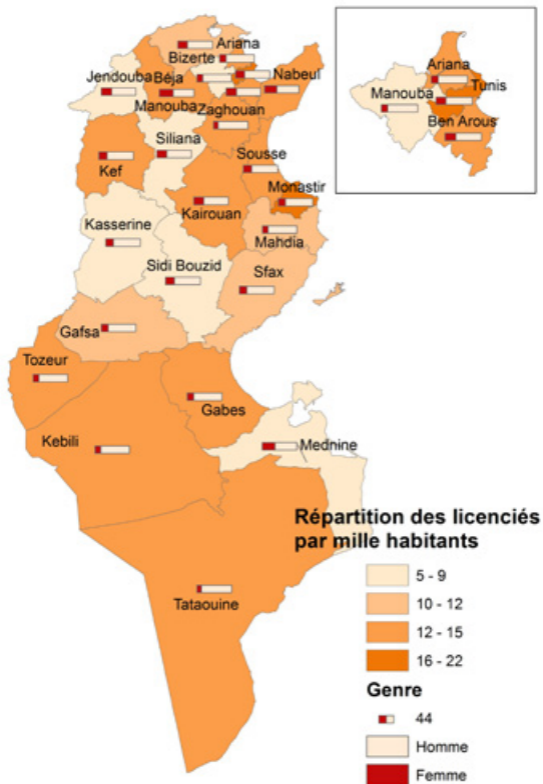 Ariana
Bizerte
Jendouba
Béja
Nabeul
Manouba
Zaghouan
Siliana
Kef
Sousse
Monastir
Kairouan
Kasserine
Mahdia
Sidi Bouzid
Sfax
Gafsa
Tozeur
Gabes
Kebili
Mednine
Tataouine
Ariana
Manouba
Tunis
Ben Arous
Répartition des licenciés
par mille habitants
5 - 9
10 - 12
12 - 15
16 - 22
Genre
44
Homme
Femme